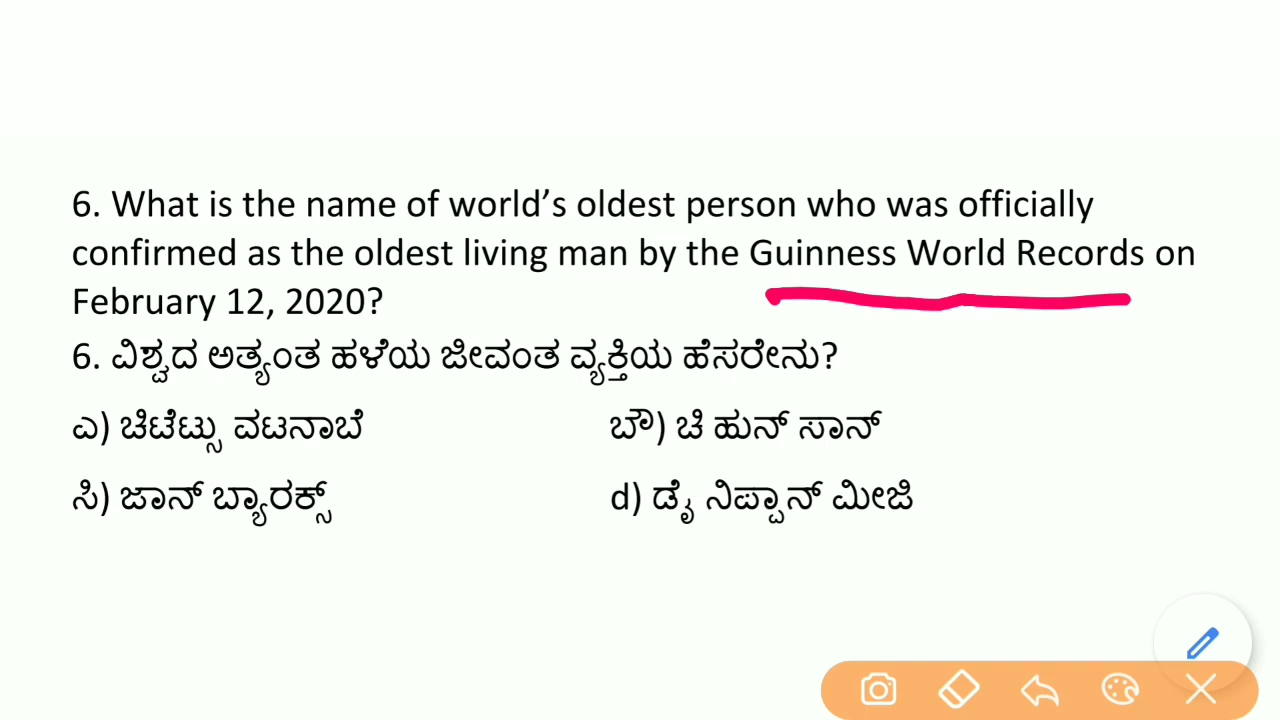 6. What is the name of world’s oldest person who was officially
confirmed as the oldest living man by the Guinness World Records on
February 12, 2020?
6. ವಿಶ್ವದ ಅತ್ಯಂತ ಹಳೆಯ ಜೀವಂತ ವ್ಯಕ್ತಿಯ ಹೆಸರೇನು?
ಎ) ಚಿಟೆಟ್ಸು ವಟನಾಬೆ ಬೌ) ಚಿ ಹುನ್ ಸಾನ್
ಸಿ) ಜಾನ್ ಬ್ಯಾರಕ್ಸ್ d) ಡೈ ನಿಪ್ಪಾನ್ ಮೀಜಿ